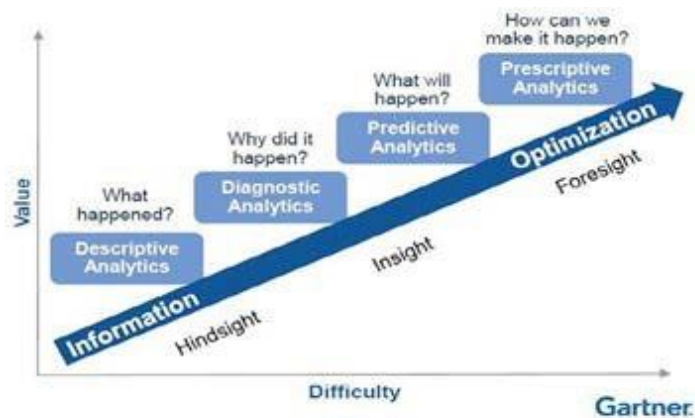 How can we
make it happen?
Prescriptive
Analytics
What will
happen?
Predictive
Analytics
Why did it
happen?
Diagnostic
Analytics
What
happened?
Descriptive
Analytics
Value
Information
Optimization
Hindsight
Insight
Foresight
Difficulty
Gartner